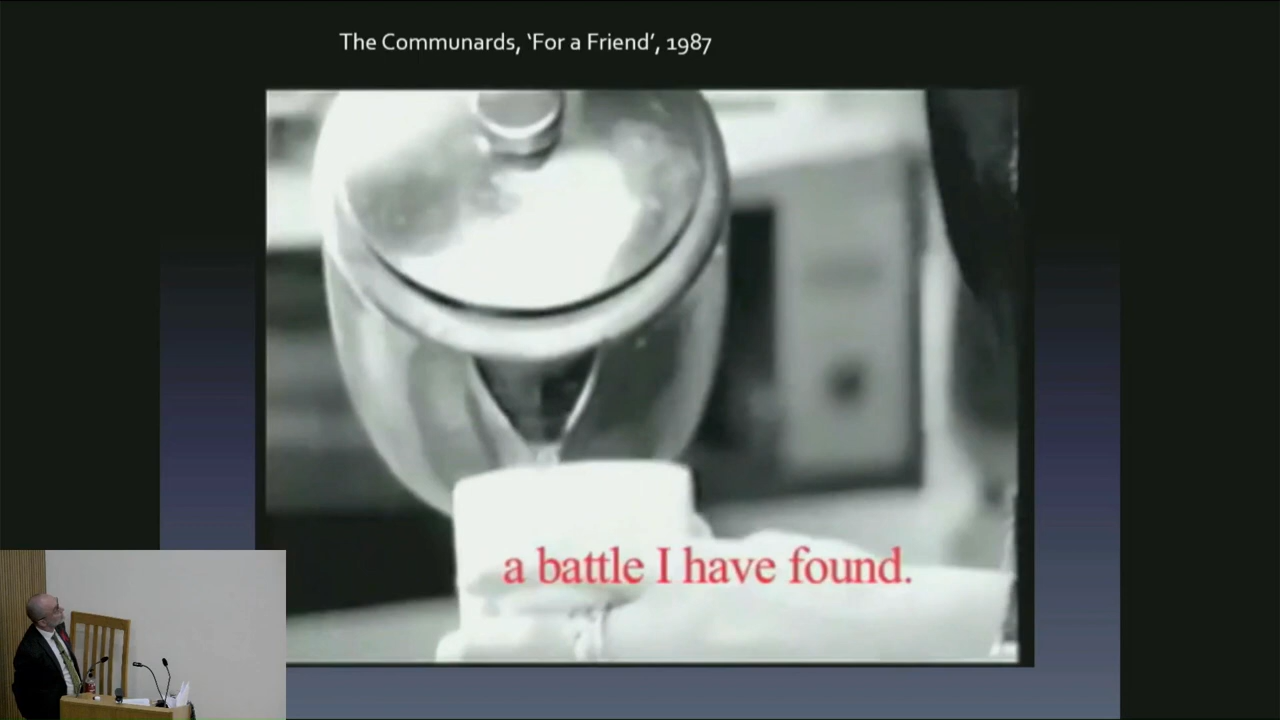 The Communards, ‘For a Friend’, 1987
a battle I have found.